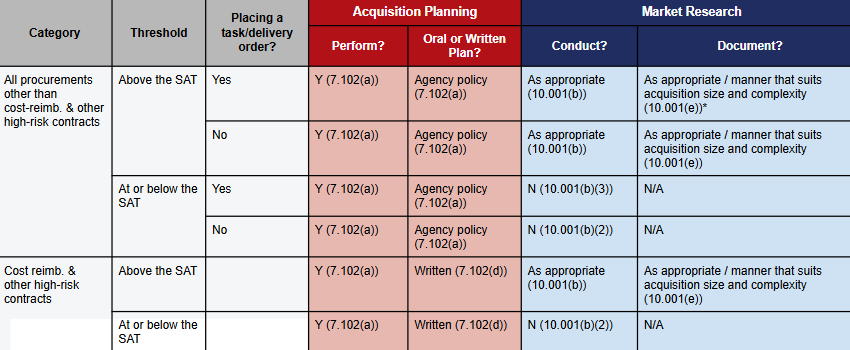 Category
Threshold
Placing a
task/delivery
order?
Acquisition Planning
Market Research
Perform?
Oral or Written
Plan?
Conduct?
Document?
All procurements
other than
cost-reimb. & other
high-risk contracts
Above the SAT
Yes
Y (7.102(a))
Agency policy
(7.102(a))
As appropriate
(10.001(b))
As appropriate / manner that suits
acquisition size and complexity
(10.001(e))*
No
Y (7.102(a))
Agency policy
(7.102(a))
As appropriate
(10.001(b))
As appropriate / manner that suits
acquisition size and complexity
(10.001(e))
At or below the
SAT
Yes
Y (7.102(a))
Agency policy
(7.102(a))
N (10.001(b)(3))
N/A
No
Y (7.102(a))
Agency policy
(7.102(a))
N (10.001(b)(2))
N/A
Cost reimb. &
other high-risk
contracts
Above the SAT
Y (7.102(a))
Written (7.102(d))
As appropriate
(10.001(b))
As appropriate / manner that suits
acquisition size and complexity
(10.001(e))
At or below the
SAT
Y (7.102(a))
Written (7.102(d))
N (10.001(b)(2))
N/A